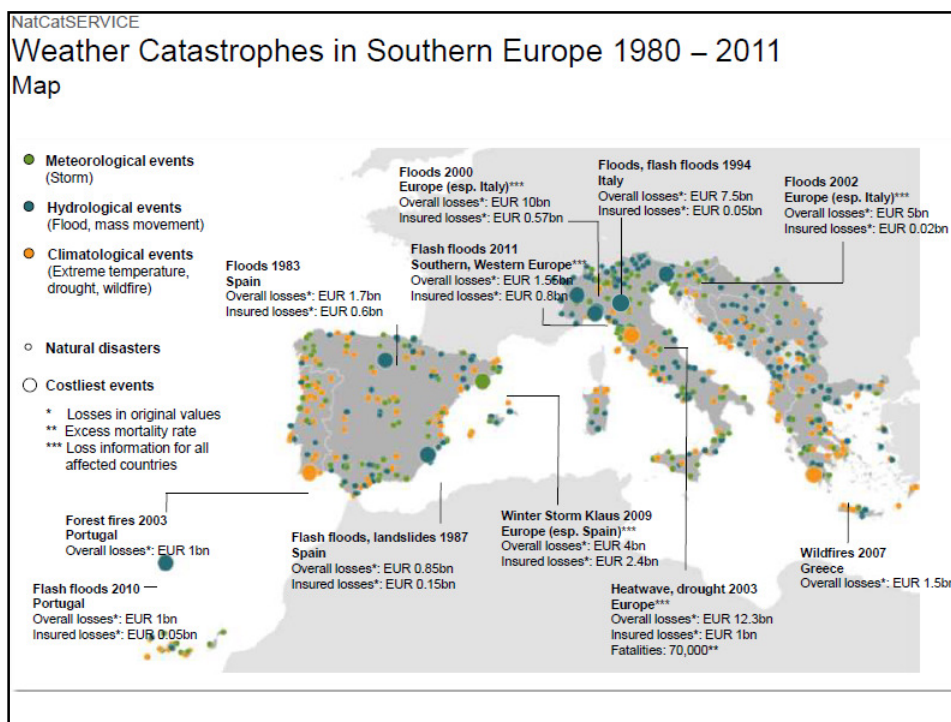 NatCatSERVICE
Weather Catastrophes in Southern Europe 1980 – 2011
Map
Meteorological events
(Storm)
Hydrological events
(Flood, mass movement)
Climatological events
(Extreme temperature,
drought, wildfire)
Natural disasters
Costliest events
* Losses in original values
** Excess mortality rate
*** Loss information for all
affected countries
Floods 1983
Spain
Overall losses*: EUR 1.7bn
Insured losses*: EUR 0.6bn
Floods 2000
Europe (esp. Italy)***
Overall losses*: EUR 10bn
Insured losses*: EUR 0.57bn
Flash floods 2011
Southern, Western Europe***
Overall losses*: EUR 1.55bn
Insured losses*: EUR 0.8bn
Floods, flash floods 1994
Italy
Overall losses*: EUR 7.5bn
Insured losses*: EUR 0.05bn
Floods 2002
Europe (esp. Italy)***
Overall losses*: EUR 5bn
Insured losses*: EUR 0.02bn
Forest fires 2003
Portugal
Overall losses*: EUR 1bn
Flash floods 2010
Portugal
Overall losses*: EUR 1bn
Insured losses*: EUR 0.05bn
Flash floods, landslides 1987
Spain
Overall losses*: EUR 0.85bn
Insured losses*: EUR 0.15bn
Winter Storm Klaus 2009
Europe (esp. Spain)***
Overall losses*: EUR 4bn
Insured losses*: EUR 2.4bn
Heatwave, drought 2003
Europe***
Overall losses*: EUR 12.3bn
Insured losses*: EUR 1bn
Fatalities: 70,000**
Wildfires 2007
Greece
Overall losses*: EUR 1.5bn